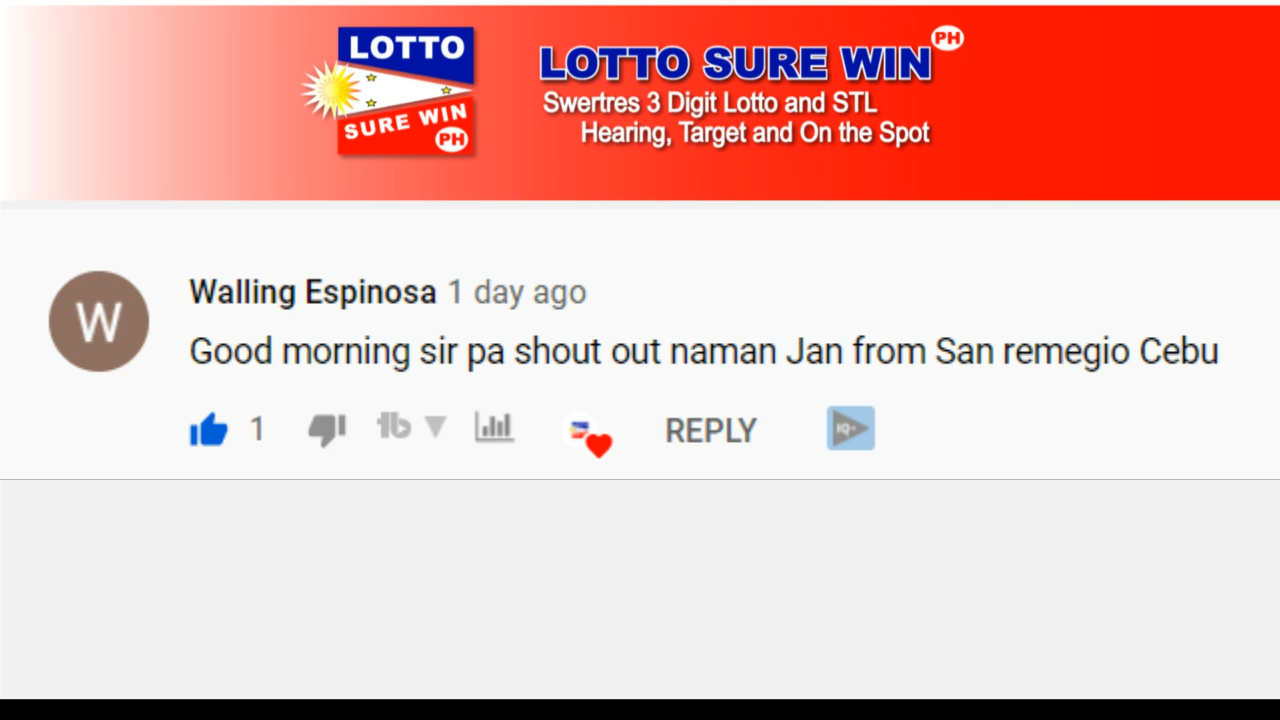 LOTTO
SURE WIN
PH
LOTTO SURE WIN PH
Swertres 3 Digit Lotto and STL
Hearing, Target and On the Spot
W
Walling Espinosa 1 day ago
Good morning sir pa shout out naman Jan from San remegio Cebu
1 tb REPLY IQ+